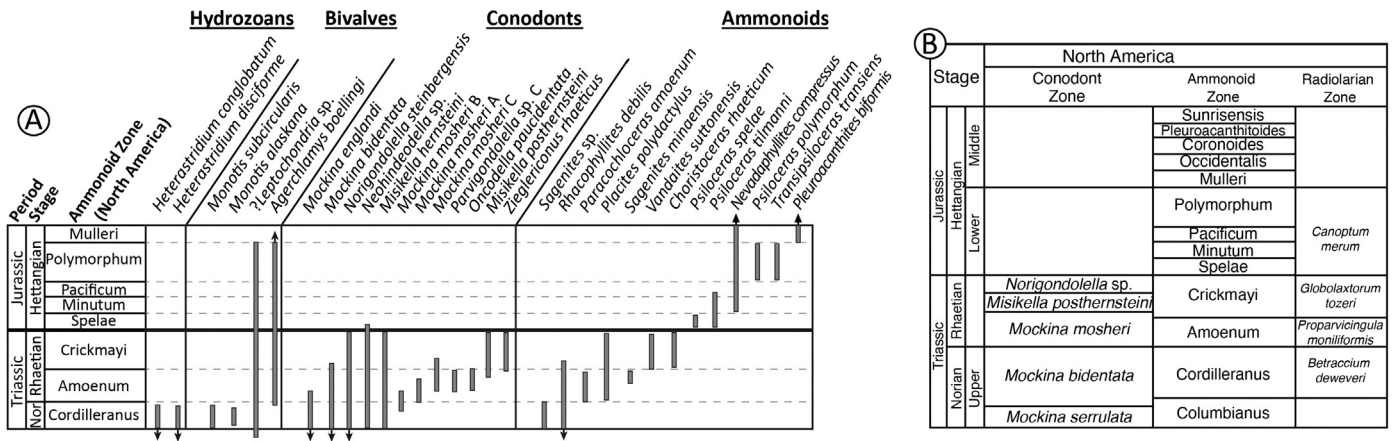 A
Hydrozoans
Bivalves
Conodonts
Ammonoids
Period
Stage
Ammonoid Zone
(North America)
Heterastridium conglobatum
Heterastridium disciforme
Monotis subcircularis
Monotis alaskana
?Leptochondria sp.
Agerchlamys boellingi
Mockina englandi
Mockina bidentata
Norigondolella steinbergensis
Neohindeodella sp.
Misikella hernsteini
Mockina mosheri B
Mockina mosheri A
Mockina mosheri C
Parvigondolella sp. C
Oncodella paucidentata
Misikella posthernsteini
Zieglericonus rhaeticus
Sagenites sp.
Rhacophyllites debilis
Paracochloceras amoenum
Placites polydactylus
Sagenites minaensis
Vandaites suttonensis
Choristoceras rhaeticum
Psiloceras spelae
Psiloceras tilmanni
Nevadaphyllites compressus
Psiloceras polymorphum
Transipsiloceras transiens
Pleuroacanthites biformis
Jurassic
Hettangian
Mulleri
Polymorphum
Pacificum
Minutum
Spelae
Triassic
Rhaetian
Nor
Crickmayi
Amoenum
Cordilleranus
B
Stage
North America
Conodont
Zone
Ammonoid
Zone
Radiolarian
Zone
Jurassic
Hettangian
Middle
Sunrisensis
Pleuroacanthitoides
Coronoides
Occidentalis
Mulleri
Lower
Polymorphum
Pacificum
Minutum
Spelae
Canoptum
merum
Triassic
Rhaetian
Norigondolella sp.
Misikella posthernsteini
Mockina mosheri
Crickmayi
Amoenum
Globolaxtorum
tozeri
Proparvicingula
moniliformis
Norian
Upper
Mockina bidentata
Mockina serrulata
Cordilleranus
Columbianus
Betraccium
deweveri